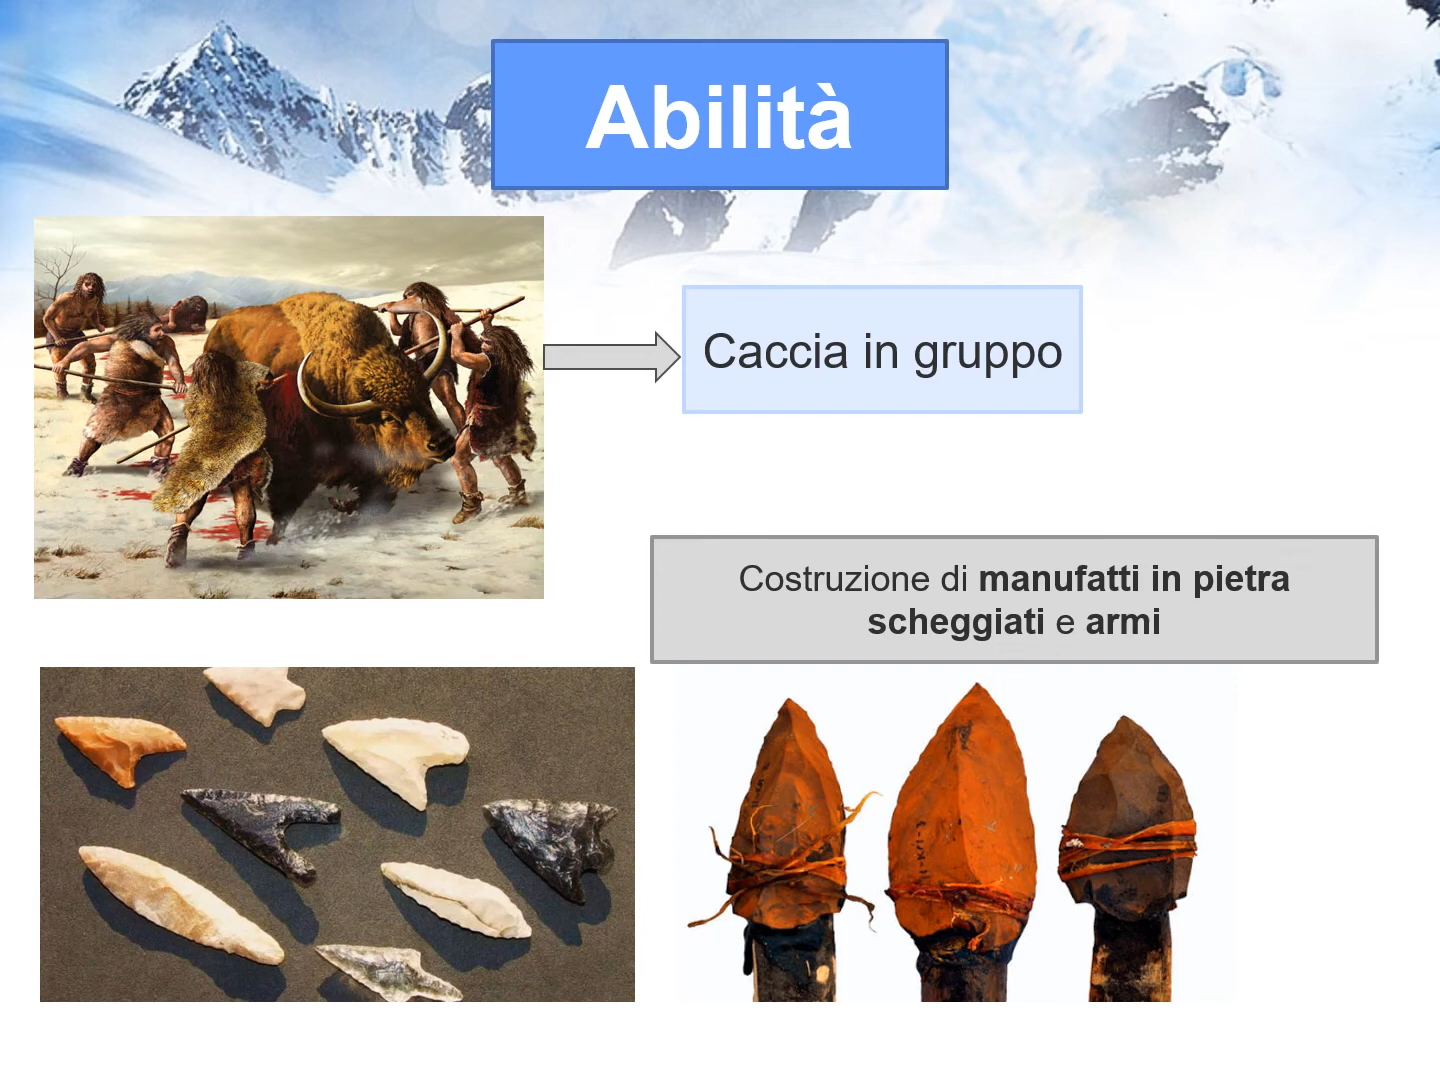 Abilità
Caccia in gruppo
Costruzione di manufatti in pietra
scheggiati e armi